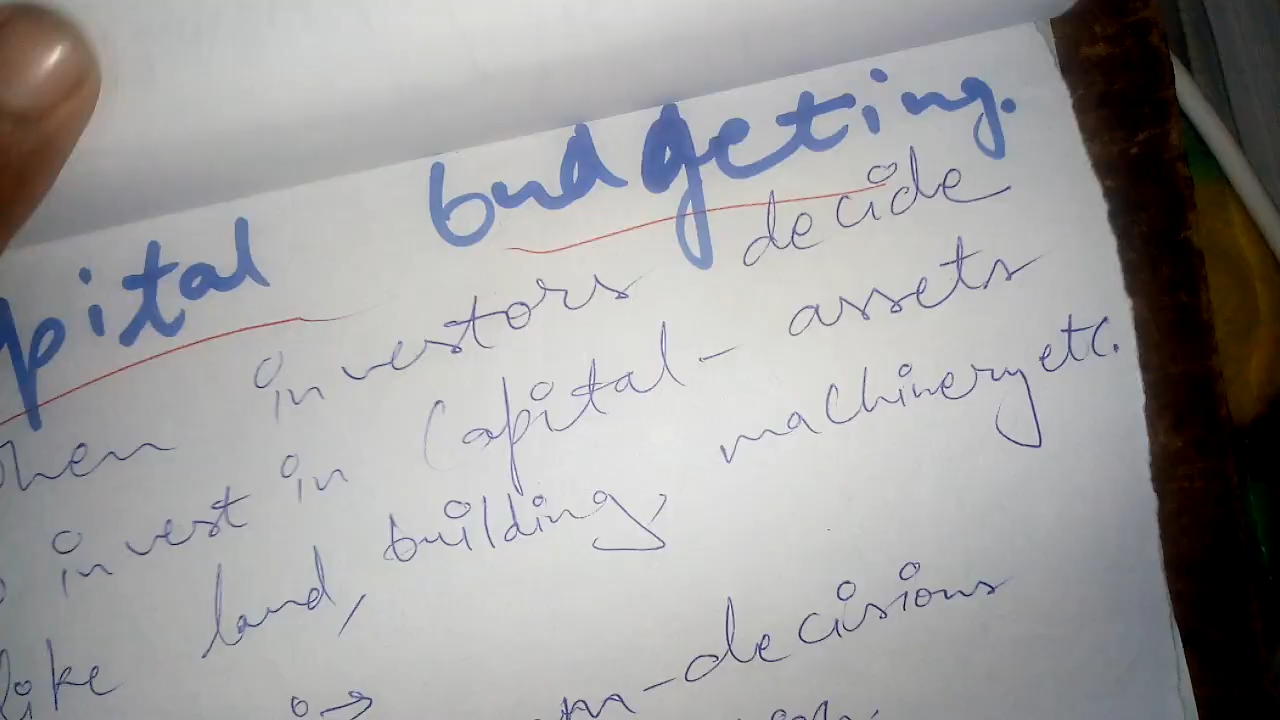 pital budgeting.
hen investors decide
invest in Capital - assets
like land, building, machinery etc.
decisions